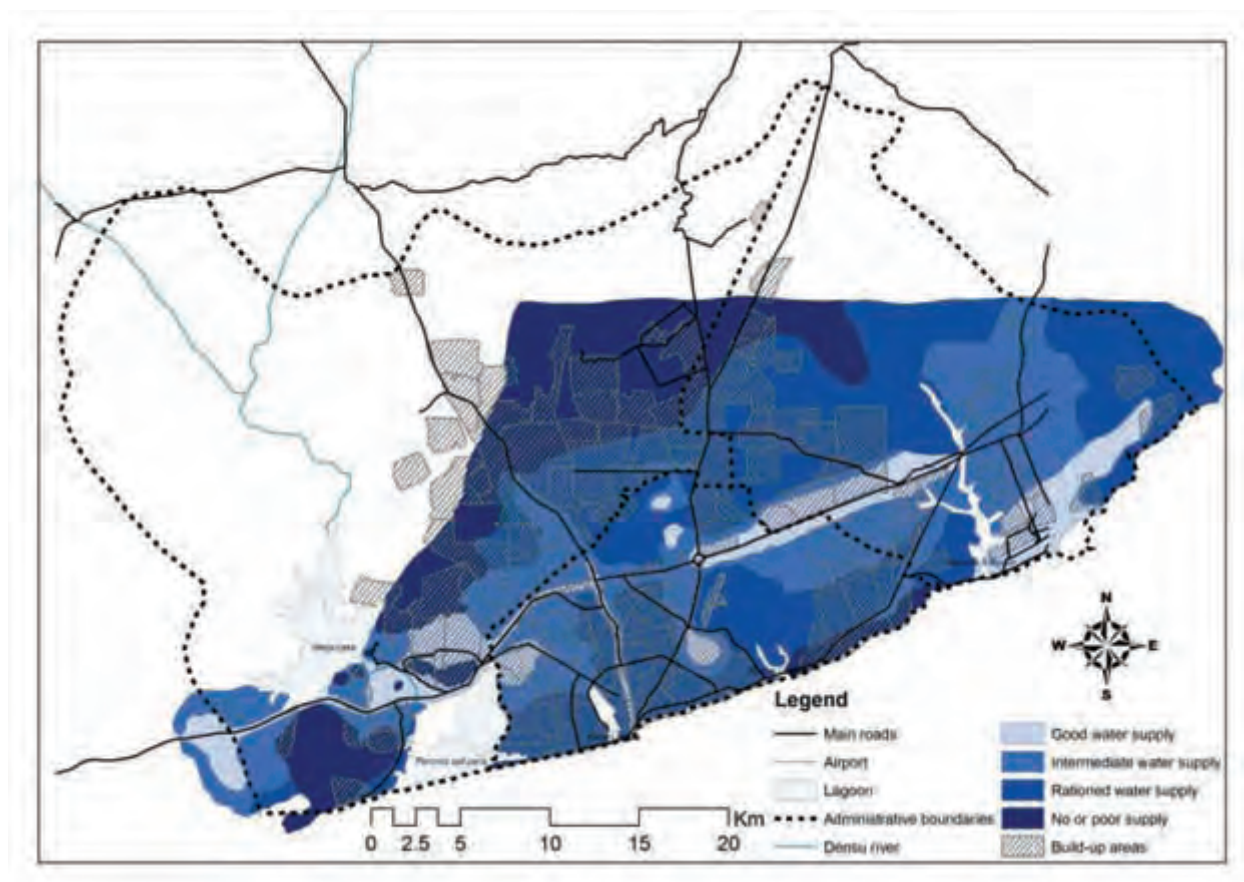 N
W
E
S
Legend
Main roads
Airport
Lagoon
Administrative boundaries
Densu river
Good water supply
Intermediate water supply
Rationed water supply
No or poor supply
Build-up areas
Km
0 2.5 5 10 15 20